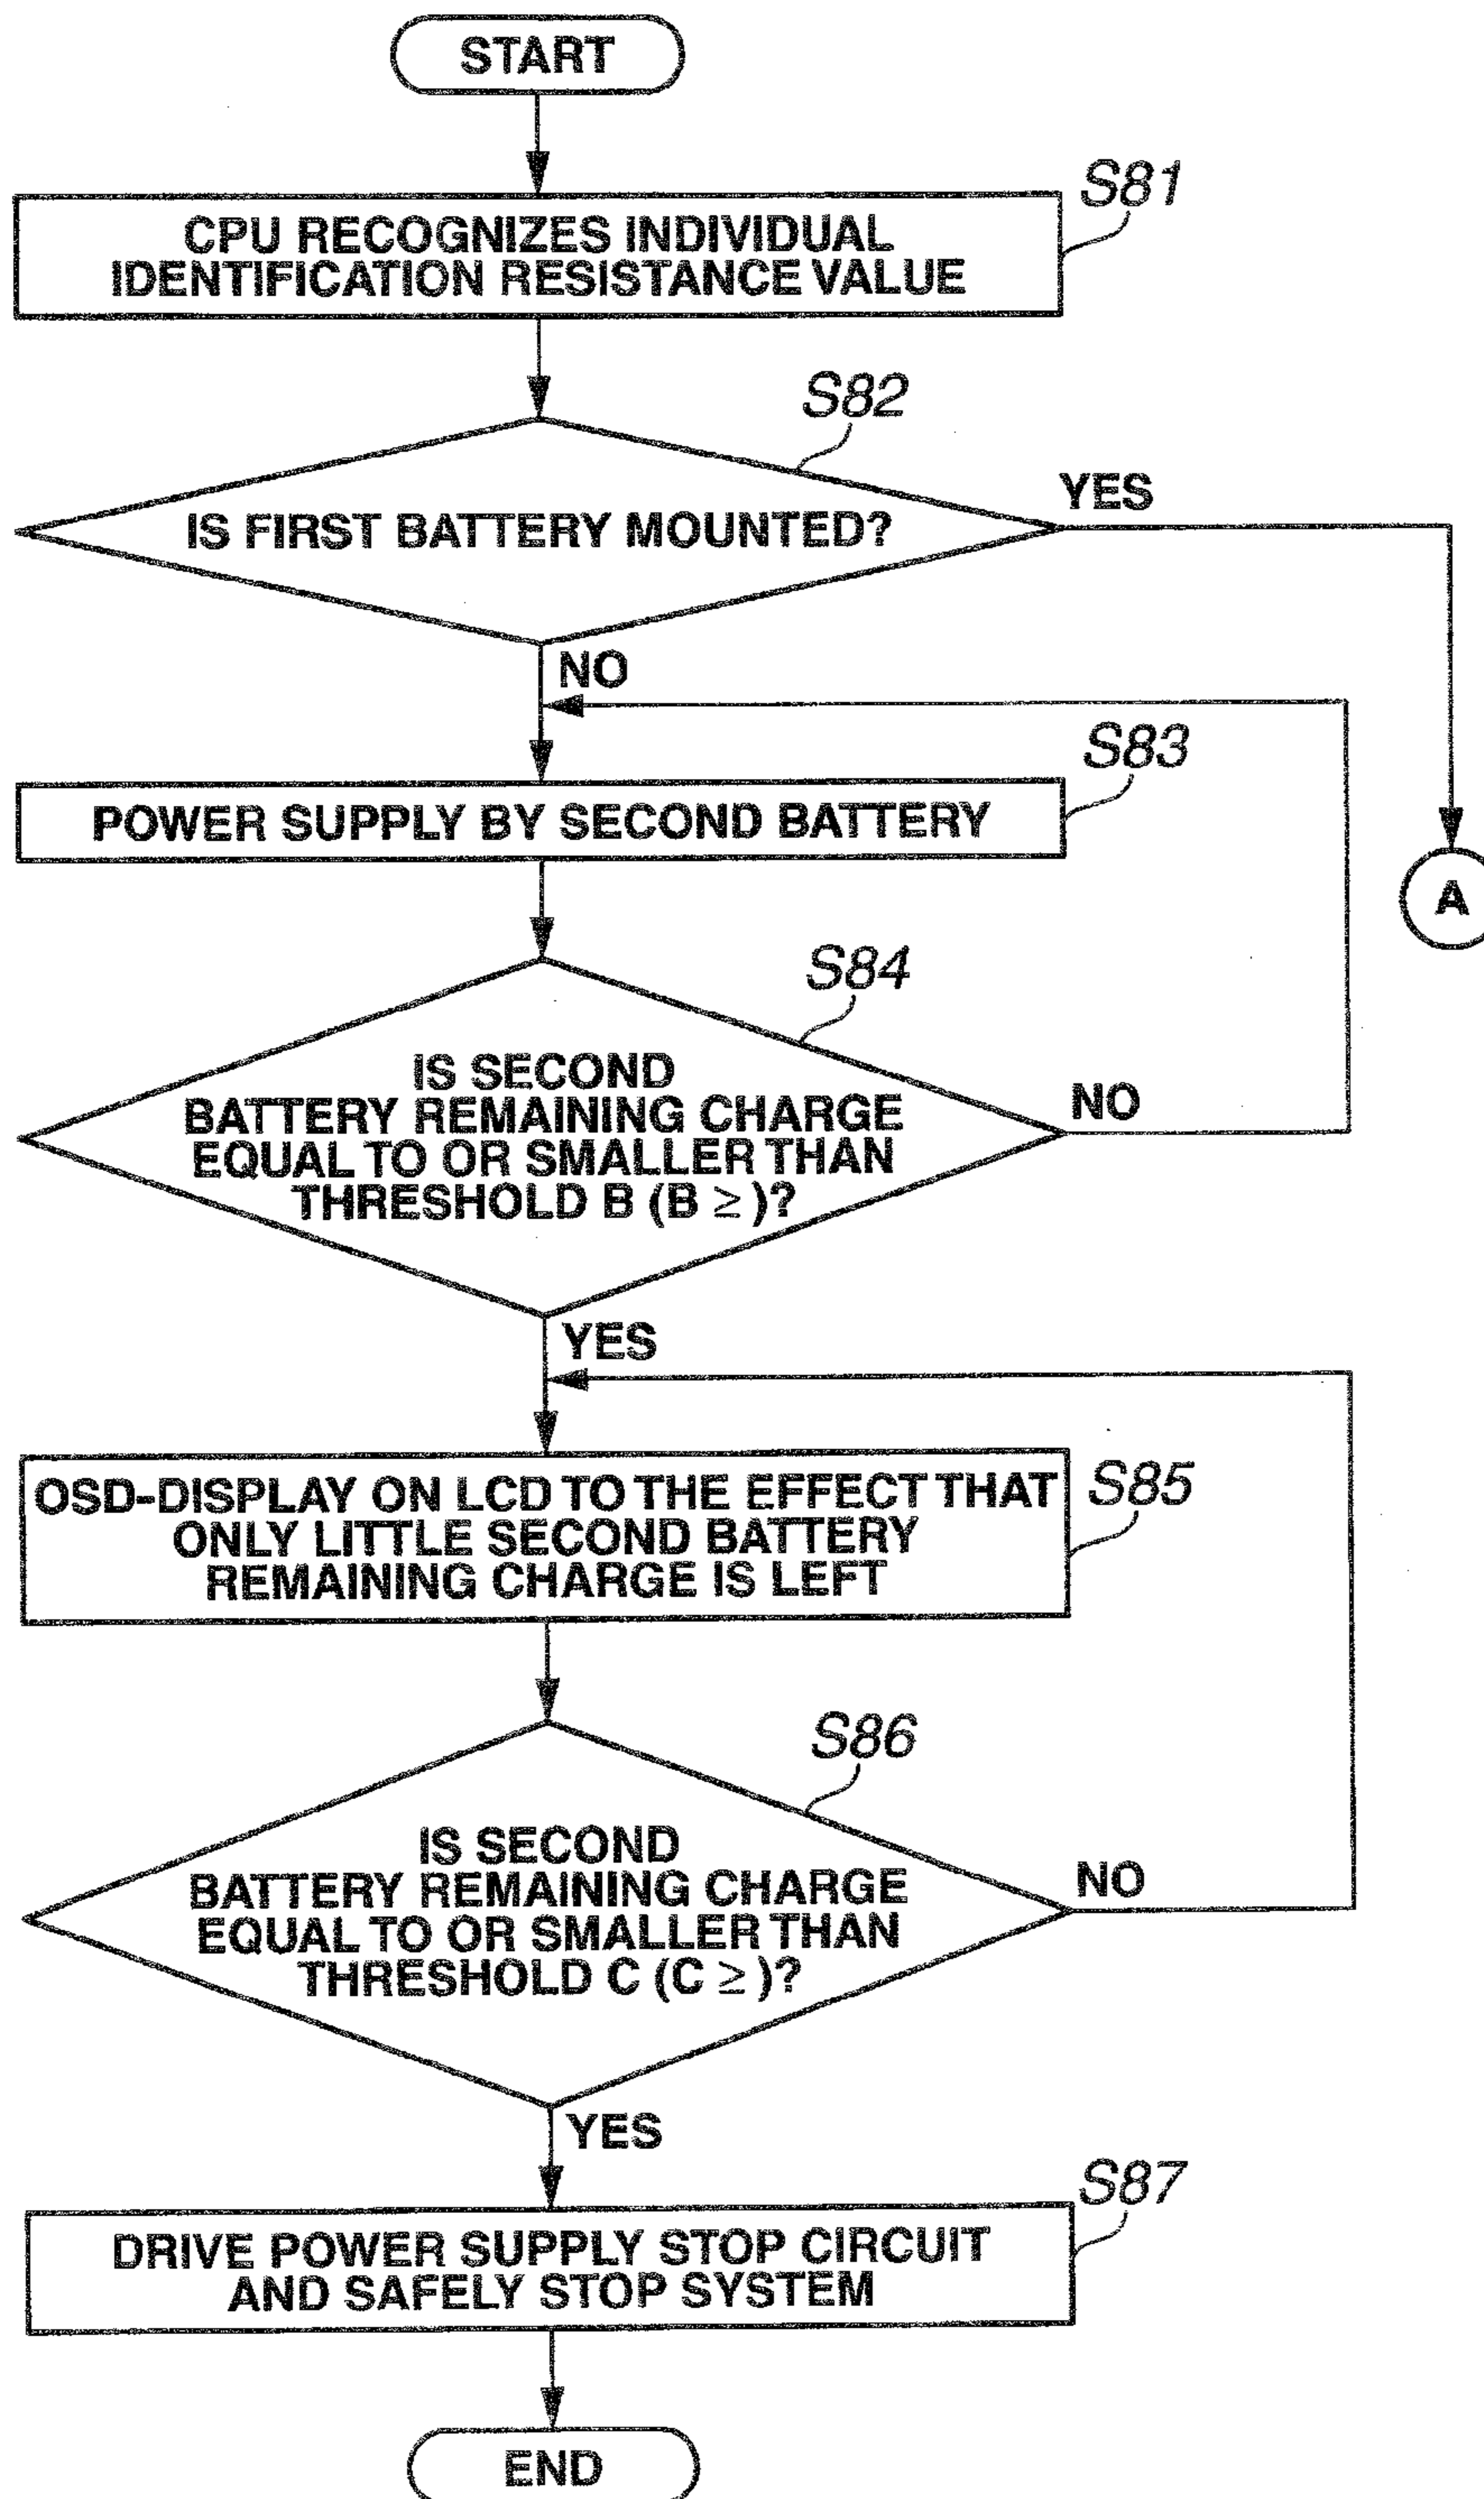 START
S81
CPU RECOGNIZES INDIVIDUAL
IDENTIFICATION RESISTANCE VALUE
S82
IS FIRST BATTERY MOUNTED?
YES
NO
S83
POWER SUPPLY BY SECOND BATTERY
A
S84
IS SECOND
BATTERY REMAINING CHARGE
EQUAL TO OR SMALLER THAN
THRESHOLD B (B ≥ )?
NO
YES
OSD-DISPLAY ON LCD TO THE EFFECT THAT
ONLY LITTLE SECOND BATTERY
REMAINING CHARGE IS LEFT
S85
S86
IS SECOND
BATTERY REMAINING CHARGE
EQUAL TO OR SMALLER THAN
THRESHOLD C (C ≥ )?
NO
YES
S87
DRIVE POWER SUPPLY STOP CIRCUIT
AND SAFELY STOP SYSTEM
END